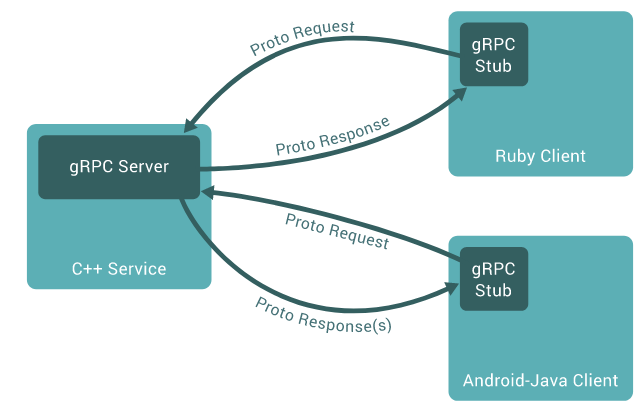 Proto Request
gRPC
Stub
Proto Response
Ruby Client
gRPC Server
C++ Service
Proto Request
gRPC
Stub
Proto Response(s)
Android-Java Client